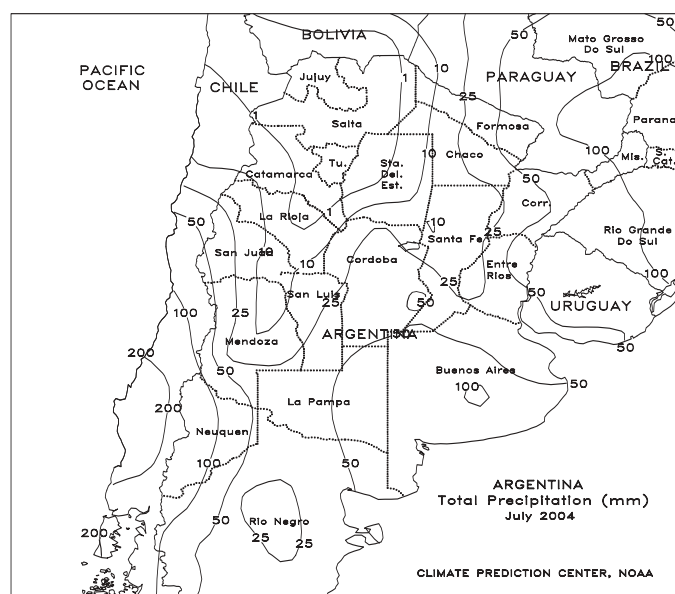 BOLIVIA
50
50
Mato Grosso
Do Sul
100
BRAZIL
PACIFIC
OCEAN
Jujuy
1
10
PARAGUAY
CHILE
25
1
Salta
Formosa
Parana
Tu.
Sta.
Del.
Est.
10
Chaco
100
Mis.
S.
Cat.
Catamarca
50
La Rioja
1
Corr.
50
10
25
Santa Fe
Rio Grande
Do Sul
San Juan
10
10
Cordoba
Entre
Rios
100
San Luis
25
25
50
50
100
25
50
URUGUAY
Mendoza
ARGENTINA
50
50
200
50
Buenos Aires
50
100
La Pampa
200
Neuquen
100
50
ARGENTINA
Total Precipitation (mm)
July 2004
50
Rio Negro
200
25
25
CLIMATE PREDICTION CENTER, NOAA